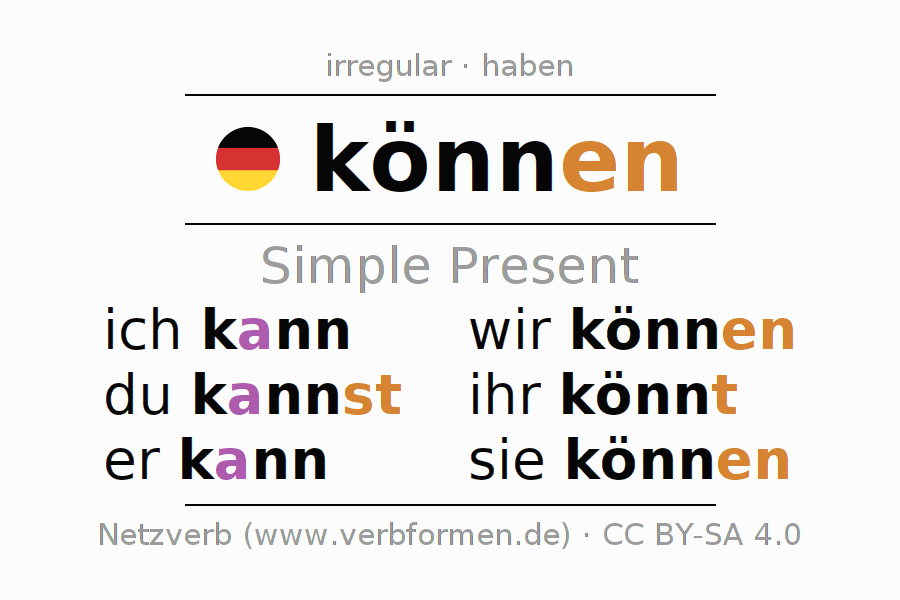 irregular · haben
können
Simple Present
ich kann
du kannst
er kann
wir können
ihr könnt
sie können
Netzverb (www.verbformen.de) · CC BY-SA 4.0